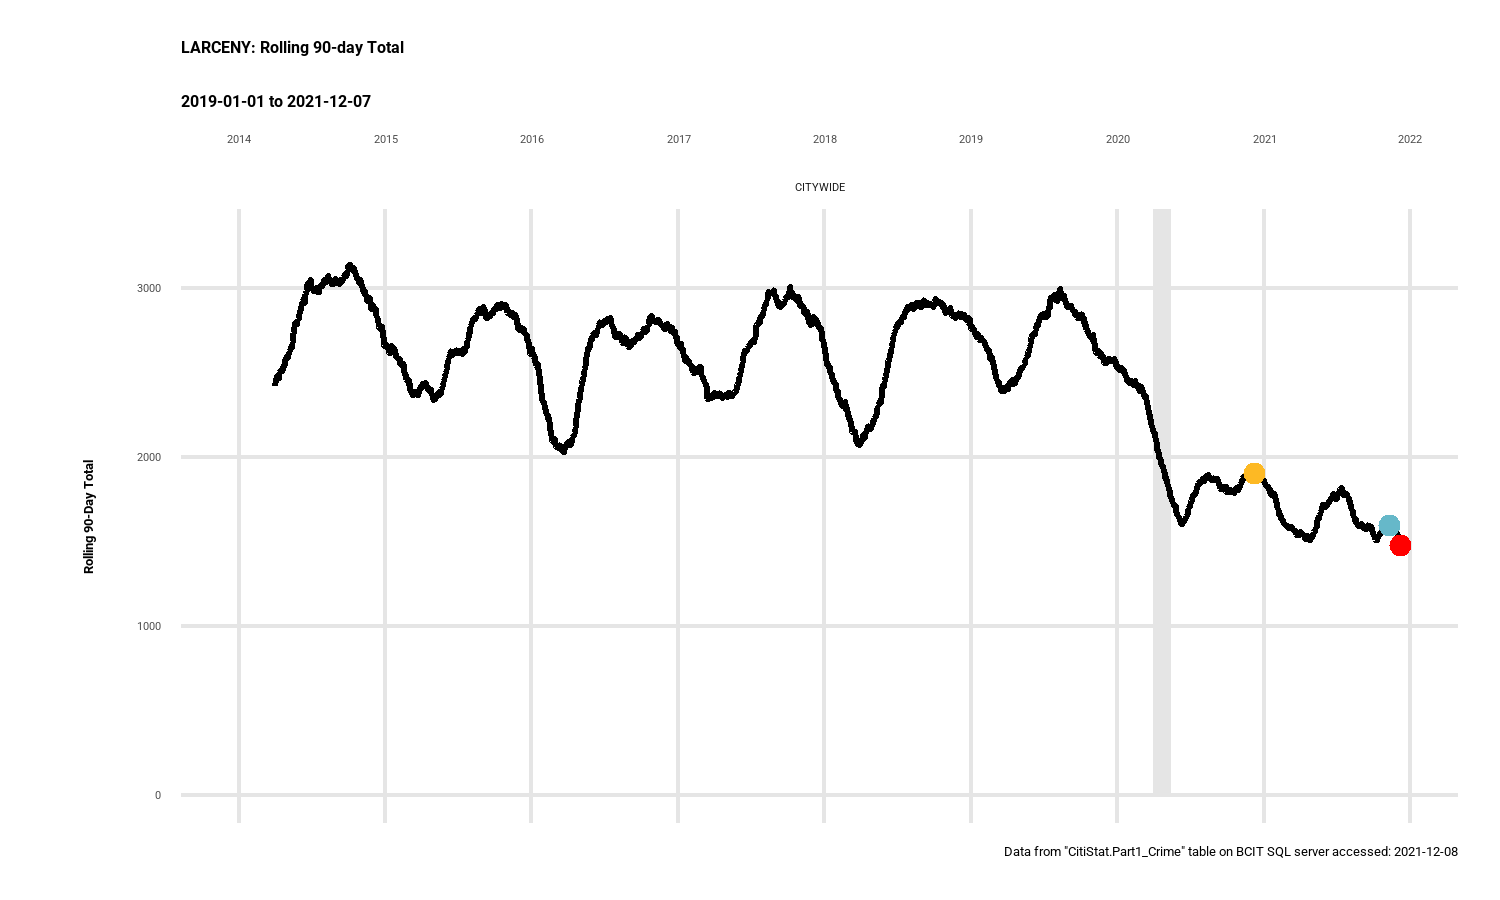 LARCENY: Rolling 90-day Total
2019-01-01 to 2021-12-07
2014 2015 2016 2017 2018 2019 2020 2021 2022
CITYWIDE
3000
2000
1000
0
Rolling 90-Day Total
Data from "CitiStat.Part1_Crime" table on BCIT SQL server accessed: 2021-12-08